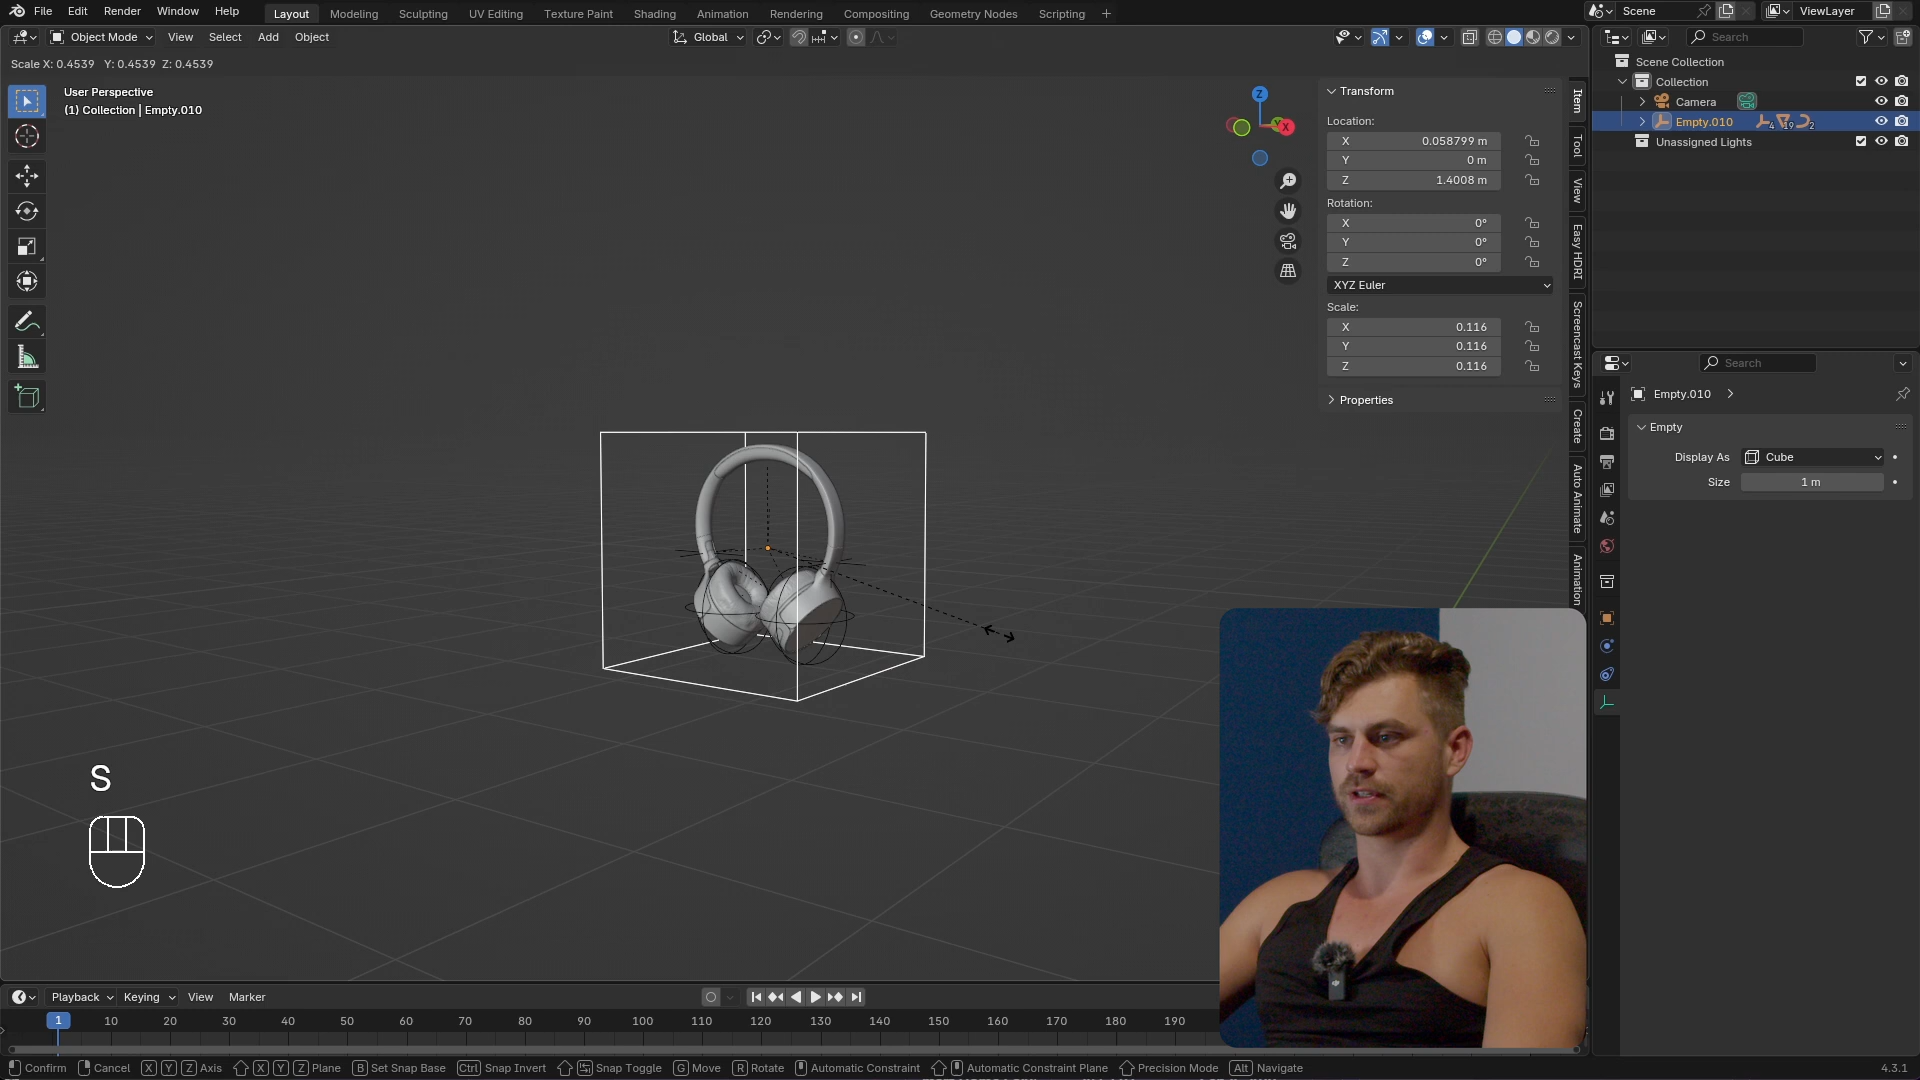 File Edit Render Window Help Layout Modeling Sculpting UV Editing Texture Paint Shading Animation Rendering Compositing Geometry Nodes Scripting + Scene ViewLayer
Object Mode View Select Add Object Global Search
Scale X: 0.4539 Y: 0.4539 Z: 0.4539
User Perspective
(1) Collection | Empty.010
Z
Y
X
Transform
Location:
X 0.058799 m
Y 0 m
Z 1.4008 m
Rotation:
X 0°
Y 0°
Z 0°
XYZ Euler
Scale:
X 0.116
Y 0.116
Z 0.116
Properties
Item
Tool
View
Easy HDRI
Screencast Keys
Create
Auto Animate
Animation
Scene Collection
Collection
Camera
Empty.010 4 19 2
Unassigned Lights
Search
Empty.010
Empty
Display As Cube
Size 1 m
S
Playback Keying View Marker
1 10 20 30 40 50 60 70 80 90 100 110 120 130 140 150 160 170 180 190
Confirm Cancel X Y Z Axis X Y Z Plane B Set Snap Base Ctrl Snap Invert Snap Toggle G Move R Rotate Automatic Constraint Automatic Constraint Plane Precision Mode Alt Navigate 4.3.1